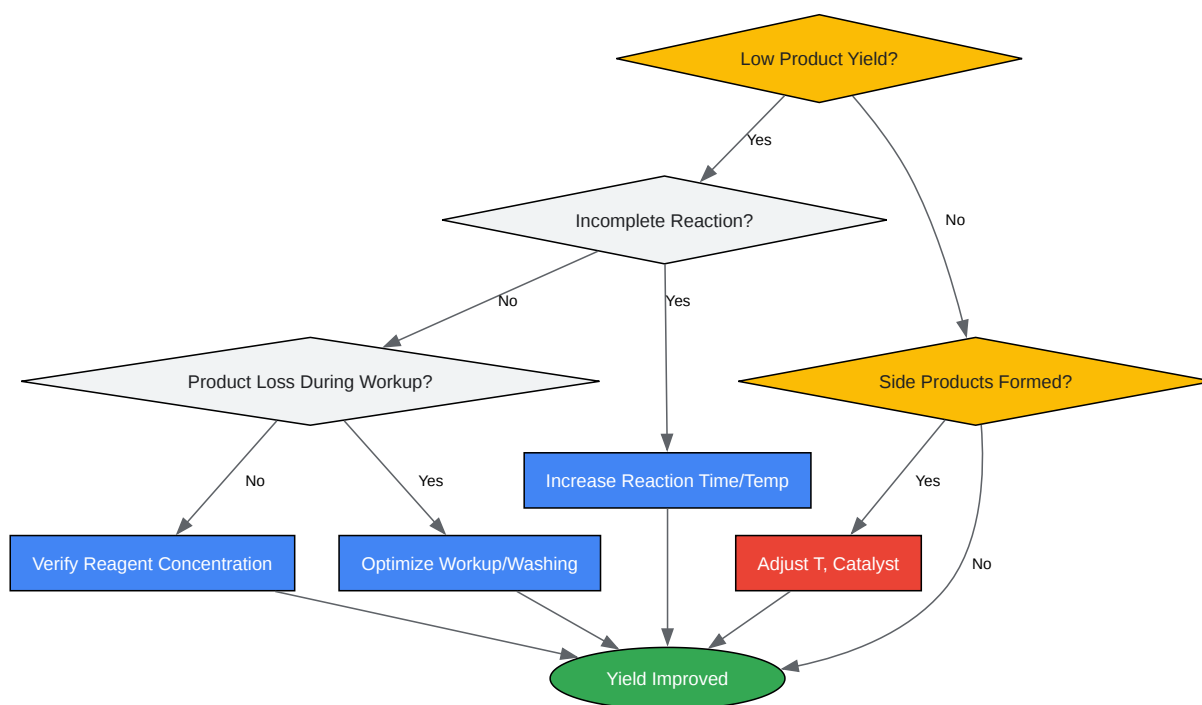 Low Product Yield?
Yes
Incomplete Reaction?
No
No
Yes
Product Loss During Workup?
Side Products Formed?
No
Yes
Increase Reaction Time/Temp
Yes
Verify Reagent Concentration
Optimize Workup/Washing
Adjust T, Catalyst
No
Yield Improved